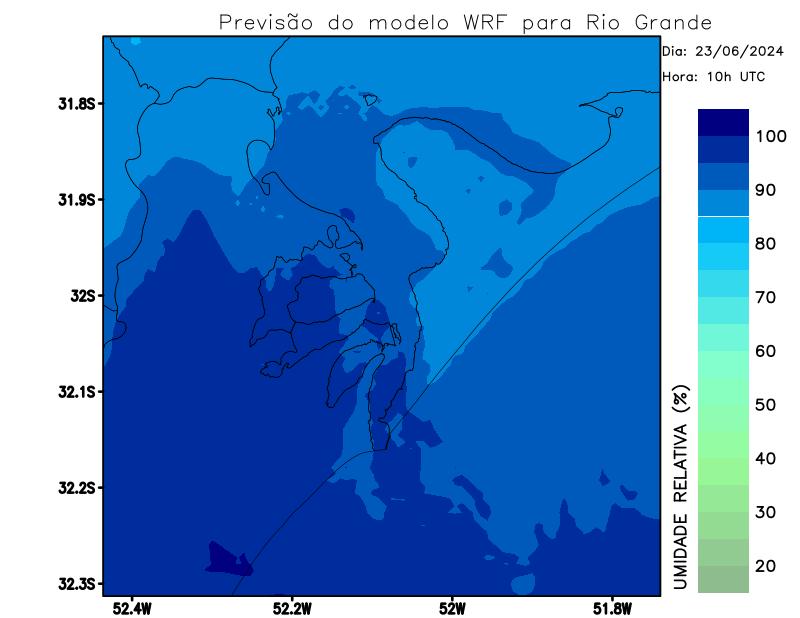 Previsão do modelo WRF para Rio Grande
Dia: 23/06/2024
Hora: 10h UTC
31.8S
31.9S
32S
32.1S
32.2S
32.3S
52.4W
52.2W
52W
51.8W
100
90
80
70
60
50
40
30
20
UMIDADE RELATIVA (%)